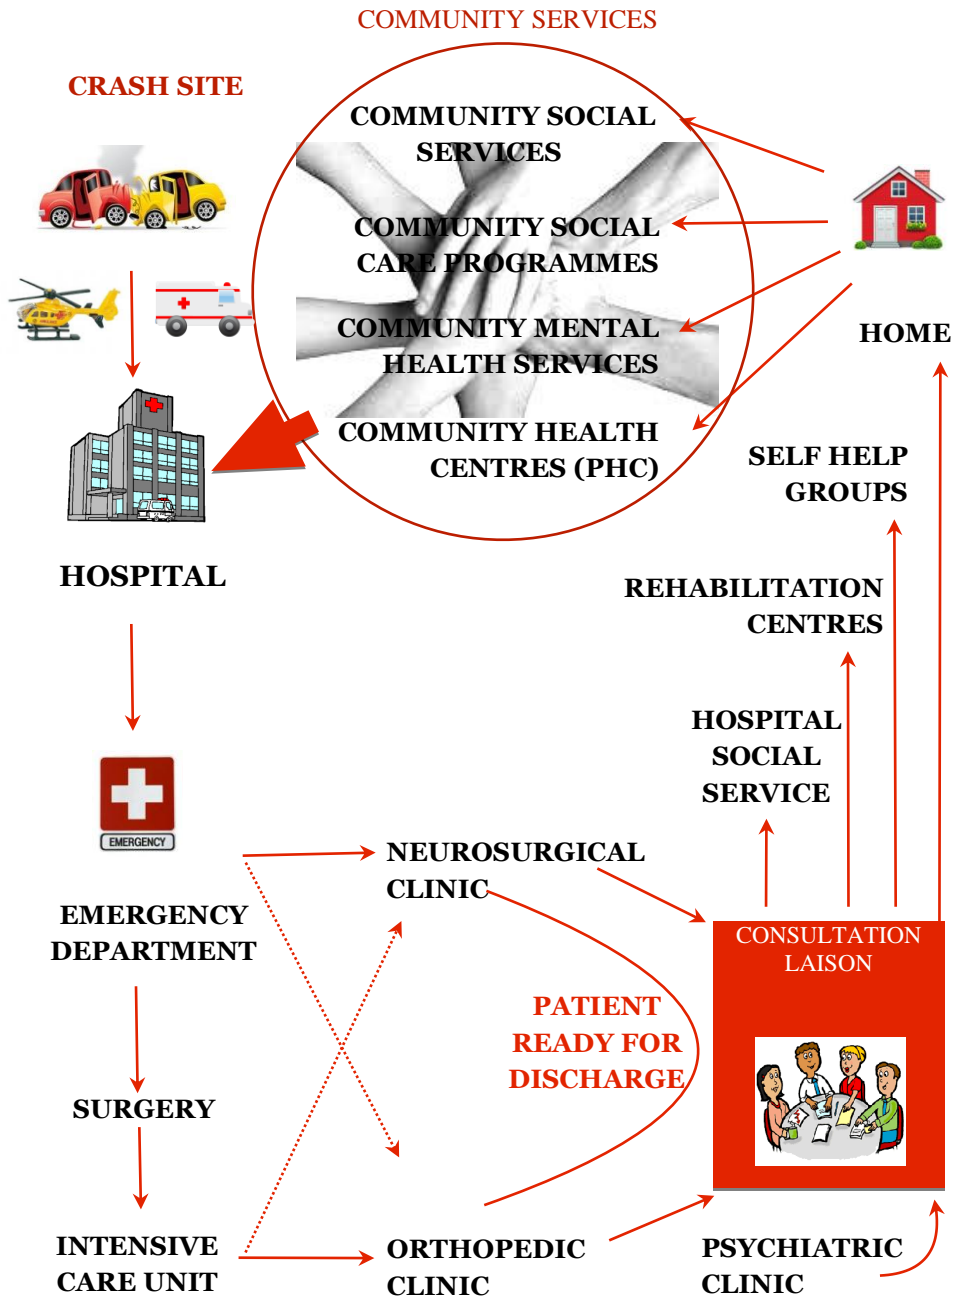 COMMUNITY SERVICES
CRASH SITE
COMMUNITY SOCIAL
SERVICES
COMMUNITY SOCIAL
CARE PROGRAMMES
COMMUNITY MENTAL
HEALTH SERVICES
COMMUNITY HEALTH
CENTRES (PHC)
HOME
SELF HELP
GROUPS
HOSPITAL
REHABILITATION
CENTRES
HOSPITAL
SOCIAL
SERVICE
EMERGENCY
EMERGENCY
DEPARTMENT
NEUROSURGICAL
CLINIC
CONSULTATION
LAISON
PATIENT
READY FOR
DISCHARGE
SURGERY
INTENSIVE
CARE UNIT
ORTHOPEDIC
CLINIC
PSYCHIATRIC
CLINIC